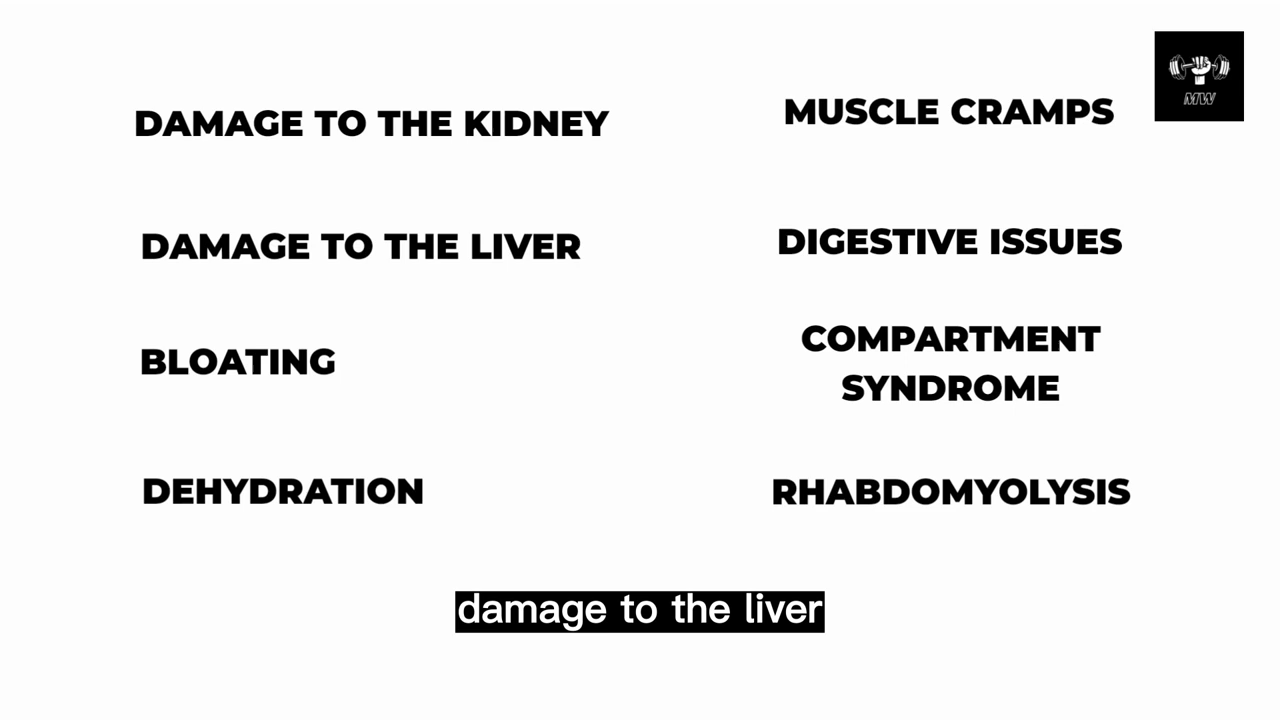 DAMAGE TO THE KIDNEY
DAMAGE TO THE LIVER
BLOATING
DEHYDRATION
MUSCLE CRAMPS
DIGESTIVE ISSUES
COMPARTMENT
SYNDROME
RHABDOMYOLYSIS
MW
damage to the liver